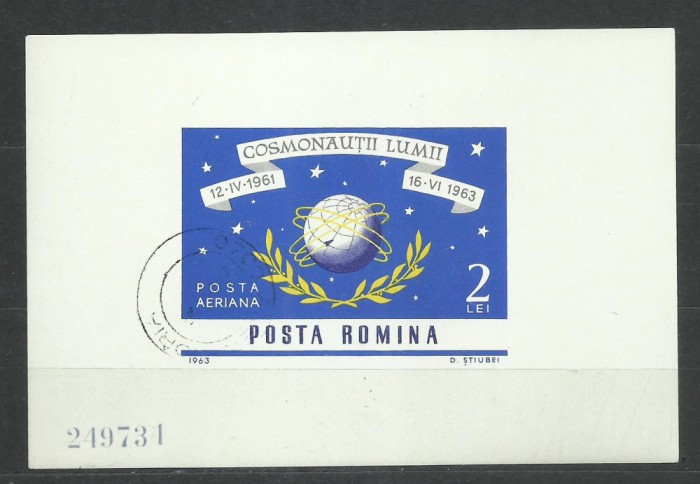 COSMONAUȚII LUMII
12·IV·1961
16·VI 1963
POSTA
AERIANA
2
LEI
POSTA ROMINA
1963
D. ȘTIUBEI
249731